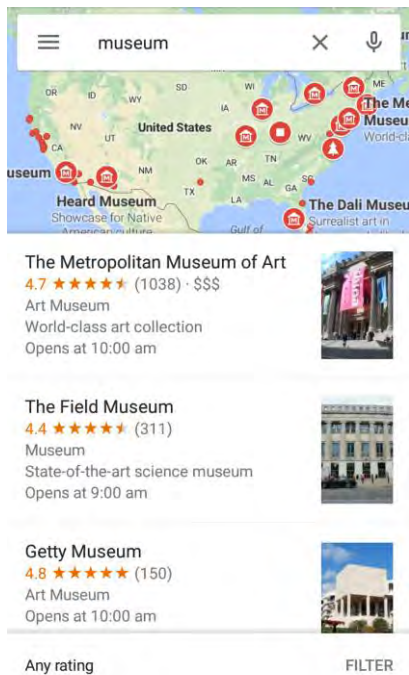 museum
OR
ID
WY
SD
WI
ME
NV
UT
United States
IA
The Me
Museu
World-cla
CA
WV
NM
OK
AR
TN
useum
MS
AL
SC
TX
LA
GA
Heard Museum
Showcase for Native
American culture
The Dali Museu
Surrealist art in
Gulf of
The Metropolitan Museum of Art
4.7 ★★★★★ (1038) · $$$
Art Museum
World-class art collection
Opens at 10:00 am
The Field Museum
4.4 ★★★★★ (311)
Museum
State-of-the-art science museum
Opens at 9:00 am
Getty Museum
4.8 ★★★★★ (150)
Art Museum
Opens at 10:00 am
Any rating
FILTER